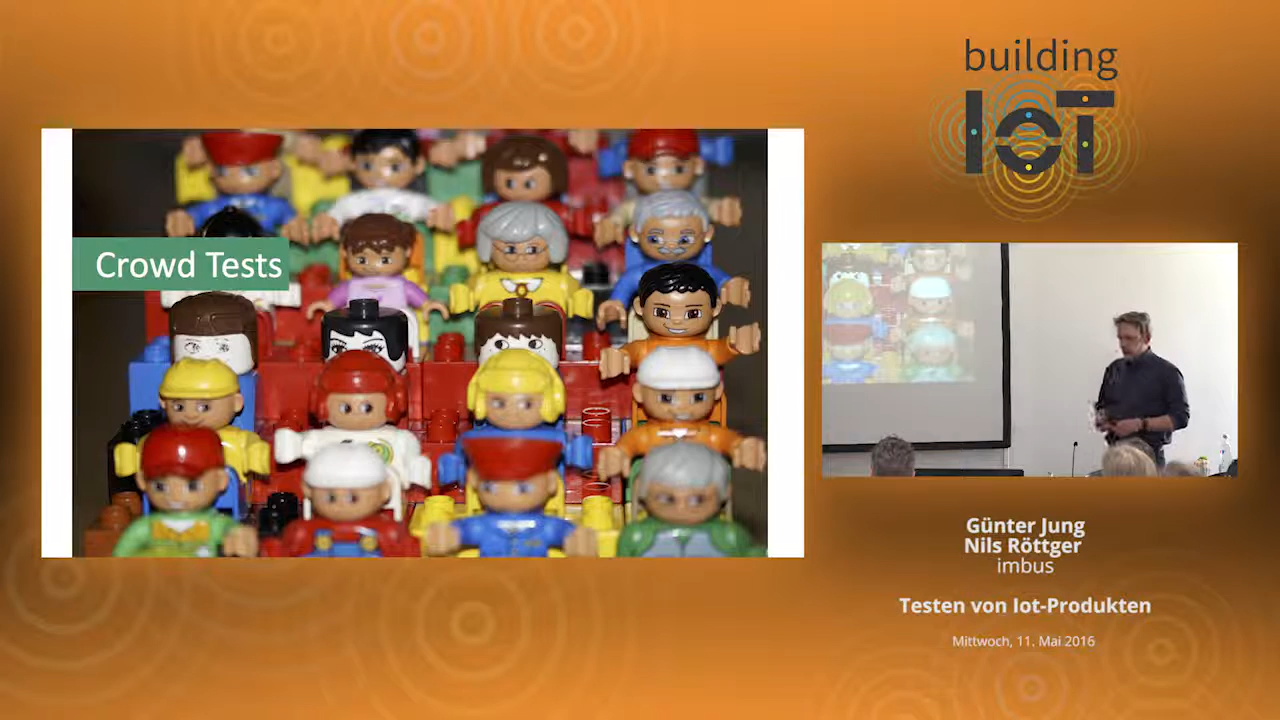 building
IoT
Crowd Tests
Günter Jung
Nils Röttger
imbus
Testen von Iot-Produkten
Mittwoch, 11. Mai 2016